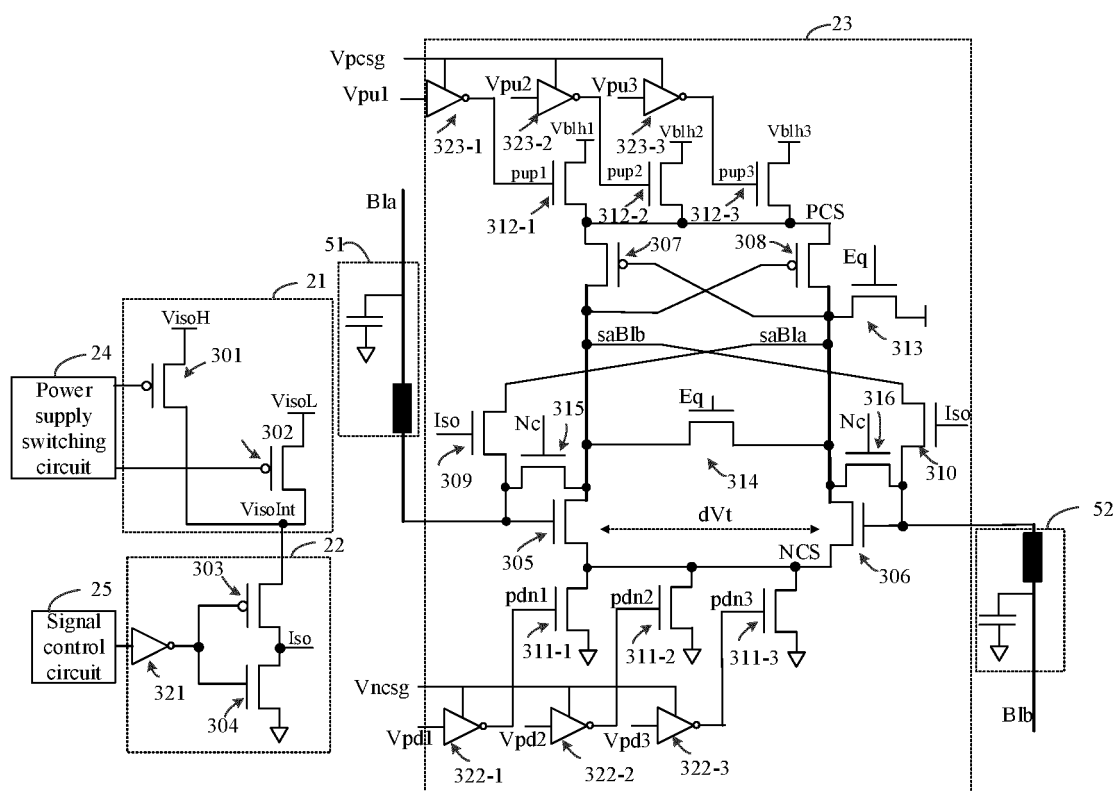 22
23
Vpcsg
Vpu1
Vpu2
Vpu3
323-1
323-2
323-3
Vblh1
Vblh2
Vblh3
pup1
pup2
pup3
312-1
312-2
312-3
PCS
Bla
51
307
308
Eq
313
21
VisoH
301
24
Power
supply
switching
circuit
VisoL
302
VisoInt
saBlb
saBla
Iso
309
Nc
315
Eq
314
Nc
316
Iso
310
dVt
305
NCS
306
52
303
25
Signal
control
circuit
321
304
Iso
pdn1
pdn2
pdn3
311-1
311-2
311-3
Vncsg
Vpd1
Vpd2
Vpd3
322-1
322-2
322-3
Blb